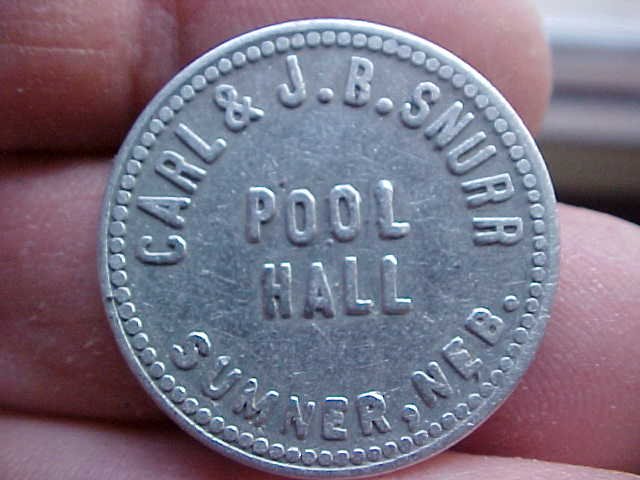 CARL & J.B. SNURR
POOL
HALL
SUMNER, NEB.